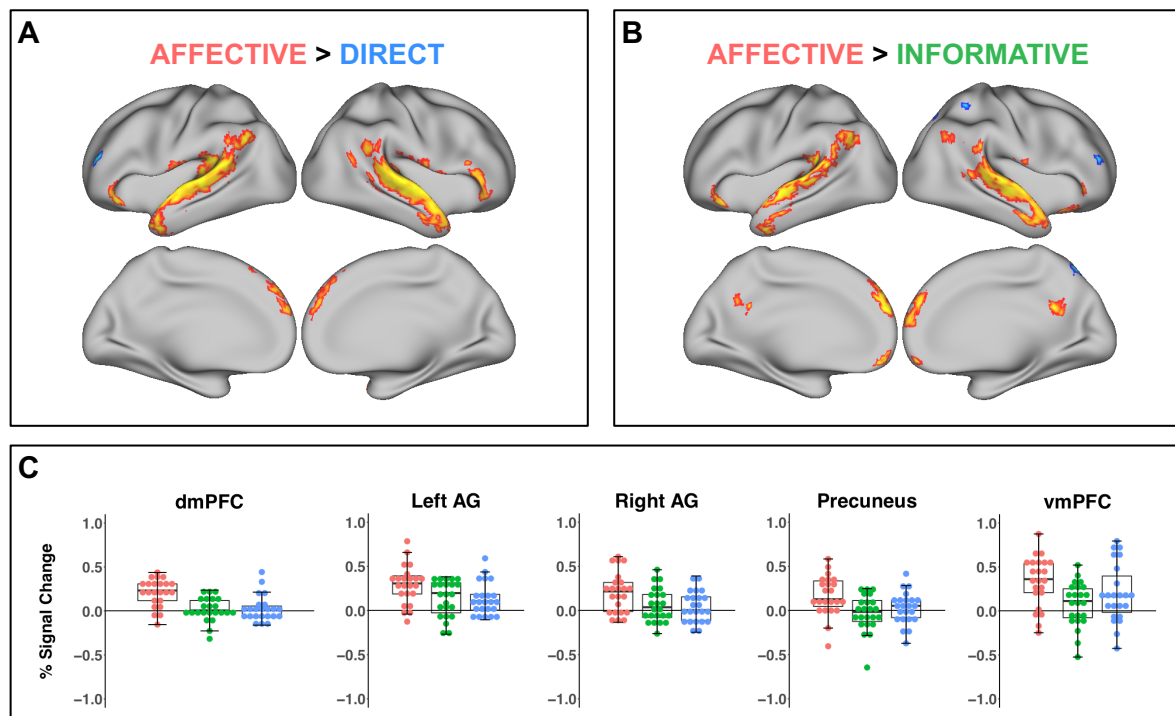 A
AFFECTIVE > DIRECT
B
AFFECTIVE > INFORMATIVE
C
% Signal Change
dmPFC
1.0
0.5
0.0
−0.5
−1.0
Left AG
1.0
0.5
0.0
−0.5
−1.0
Right AG
1.0
0.5
0.0
−0.5
−1.0
Precuneus
1.0
0.5
0.0
−0.5
−1.0
vmPFC
1.0
0.5
0.0
−0.5
−1.0